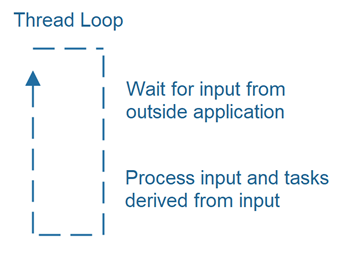 Thread Loop
Wait for input from
outside application
Process input and tasks
derived from input